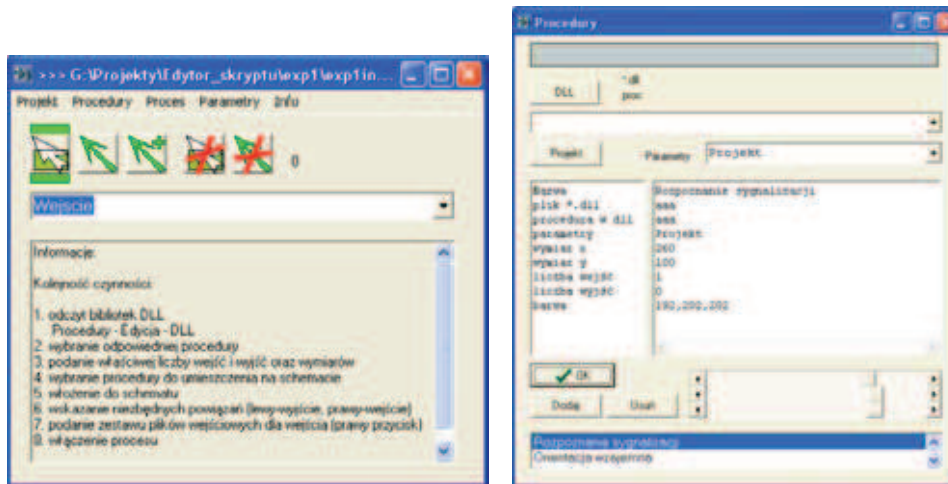 >>> G:\Projekty\Edytor_skryptu\exp1\exp1in...
Projekt Procedury Proces Parametry Info
0
Wejście
Informacje:
Kolejność czynności:
1. odczyt bibliotek DLL
Procedury - Edycja - DLL
2. wybranie odpowiedniej procedury
3. podanie właściwej liczby wejść i wyjść oraz wymiarów
4. wybranie procedury do umieszczenia na schemacie
5. włożenie do schematu
6. wskazanie niezbędnych powiązań (lewy-wyjście, prawy-wejście)
7. podanie zestawu plików wejściowych dla wejścia (prawy przycisk)
8. włączenie procesu
Procedury
DLL
*.dll
proc
Projekt Parametry Projekt
Nazwa Rozpoznanie sygnalizacji
plik *.dll aaa
procedura w dll aaa
parametry Projekt
wymiar x 260
wymiar y 100
liczba wejść 1
liczba wyjść 0
barwa 192,202,202
OK
Dodaj Usuń
Rozpoznanie sygnalizacji
Orientacja wzajemna